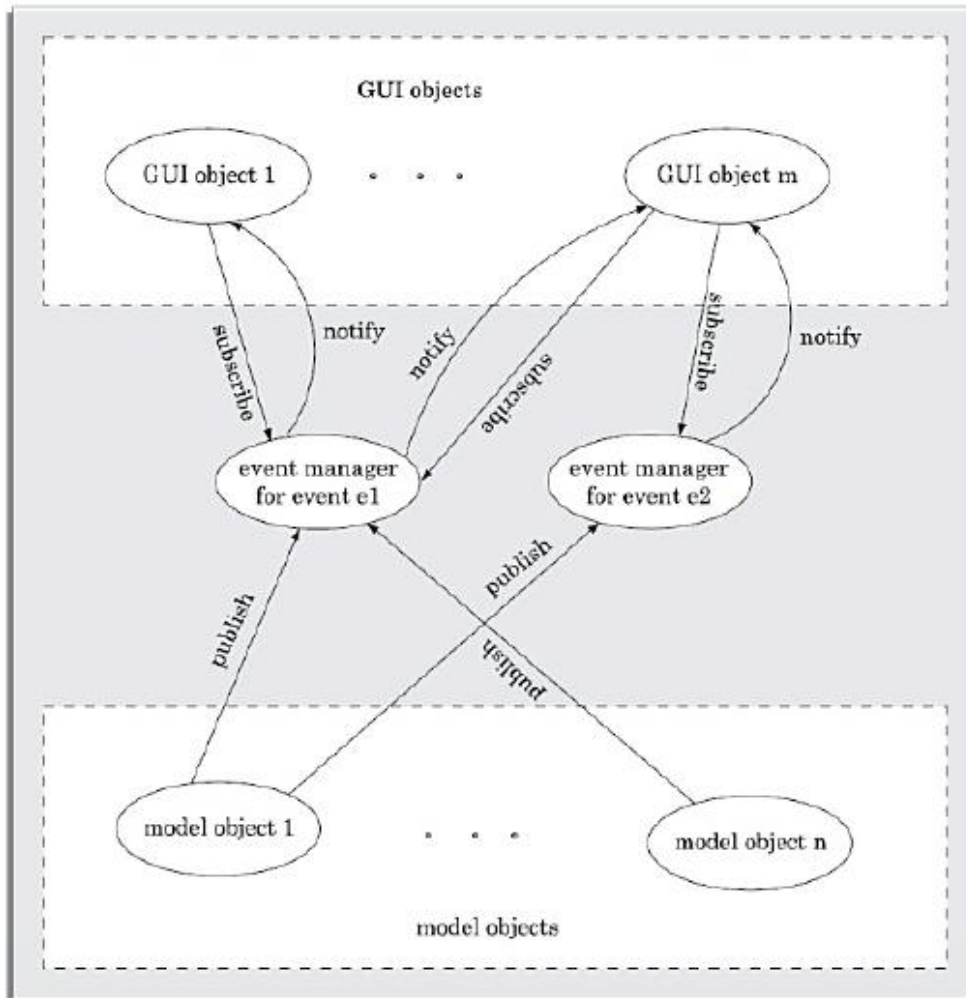 GUI objects
GUI object 1
GUI object m
subscribe
notify
notify
subscribe
subscribe
notify
event manager
for event e1
event manager
for event e2
publish
publish
publish
model object 1
model object n
model objects